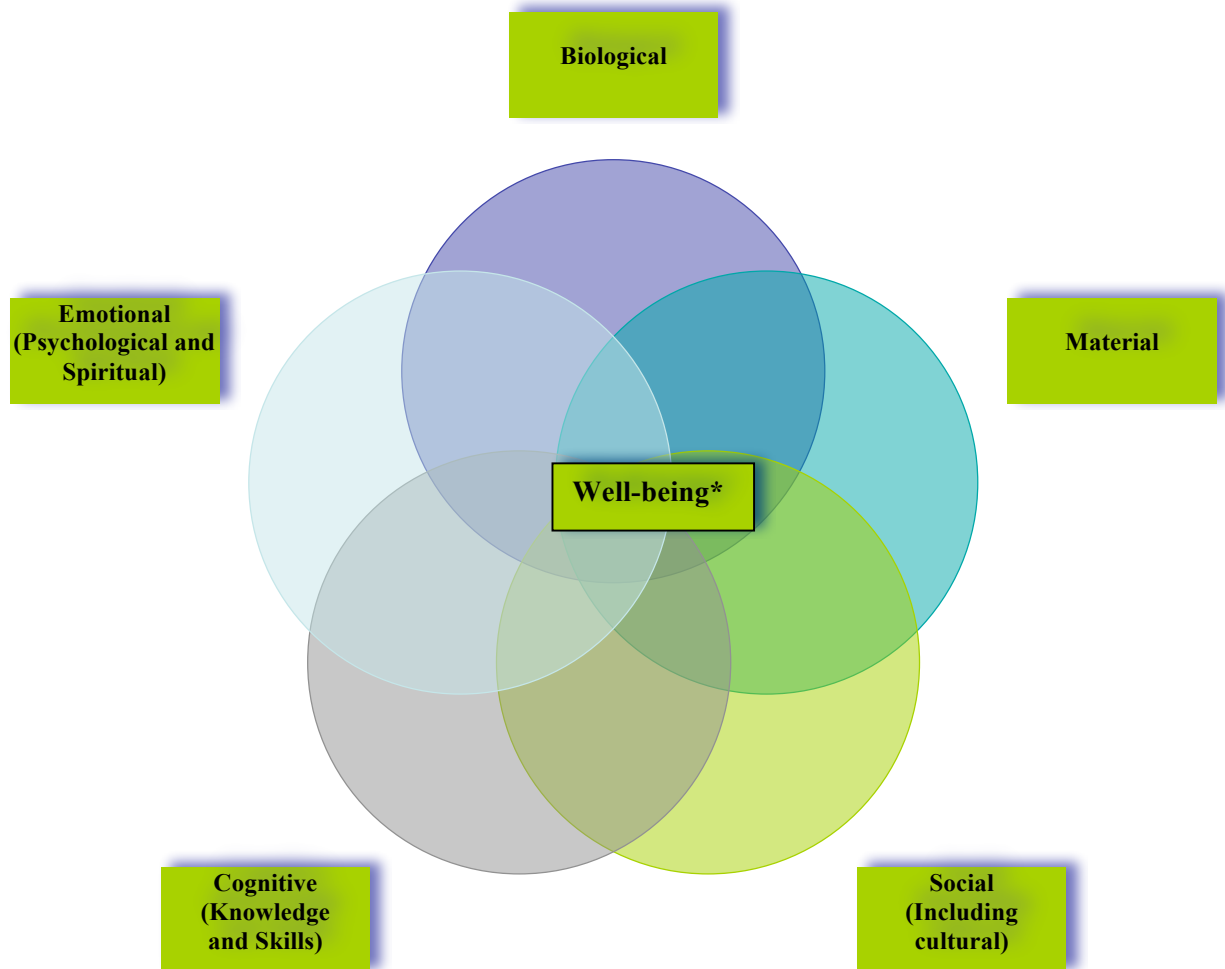 Biological
Emotional
(Psychological and
Spiritual)
Material
Well-being*
Cognitive
(Knowledge
and Skills)
Social
(Including
cultural)